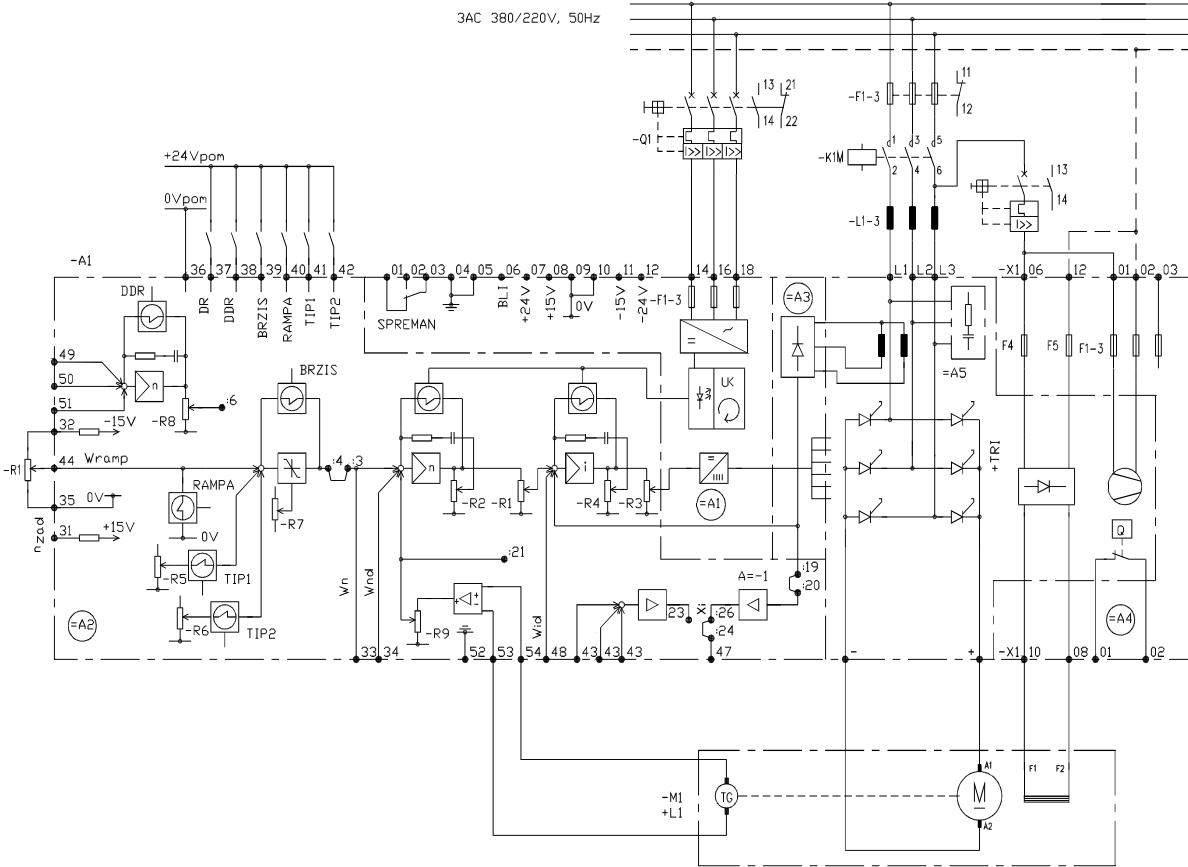 3AC 380/220V, 50Hz
11
13 21
-F1-3
12
14 22
-Q1
1 3 5
I>> I>> I>>
+24Vpom
-K1M
2 4 6
13
0Vpom
14
-L1-3
I>>
-A1
36 37 38 39 40 41 42
01 02 03 04 05 06 07 08 09 10 11 12
14 16 18
L1 L2 L3
-X1 06 12 01 02 03
DR DDR BRZIS RAMPA TIP1 TIP2
BLI +24V +15V 0V -15V -24V
SPREMAN
-F1-3
=A3
DDR
= ~
F4 F5 F1-3
49
50
51
n
-R8
:6
BRZIS
UK
=A5
32 -15V
-R1
44 Wramp
:4 :3
n
-R2 -R1
i
-R4 -R3
=
=A1
+TRI
RAMPA
-R7
35 0V
0V
nzad
31 +15V
Q
:21
:19
:20
-R5 TIP1
Wn Wnd
A=-1
=A2
-R6 TIP2
-R9
+ -
+
Wid
23
X
:26
:24
=A4
33 34 52 53 54 48 43 43 43 47
- +
-X1 10 08 01 02
A1
F1 F2
-M1
+L1
TG
M
A2